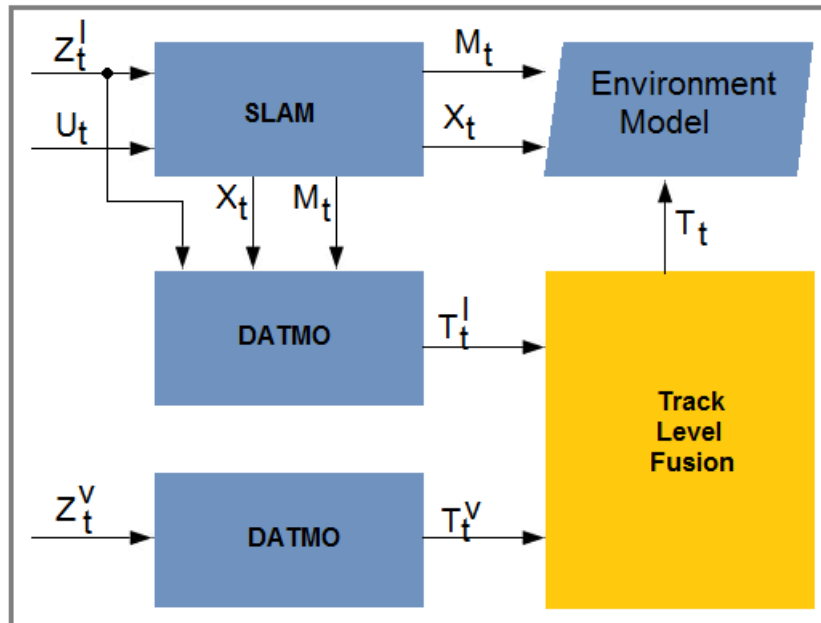 Z_t^l
M_t
Environment
Model
SLAM
U_t
X_t
X_t
M_t
T_t
DATMO
T_t^l
Track
Level
Fusion
Z_t^v
DATMO
T_t^v